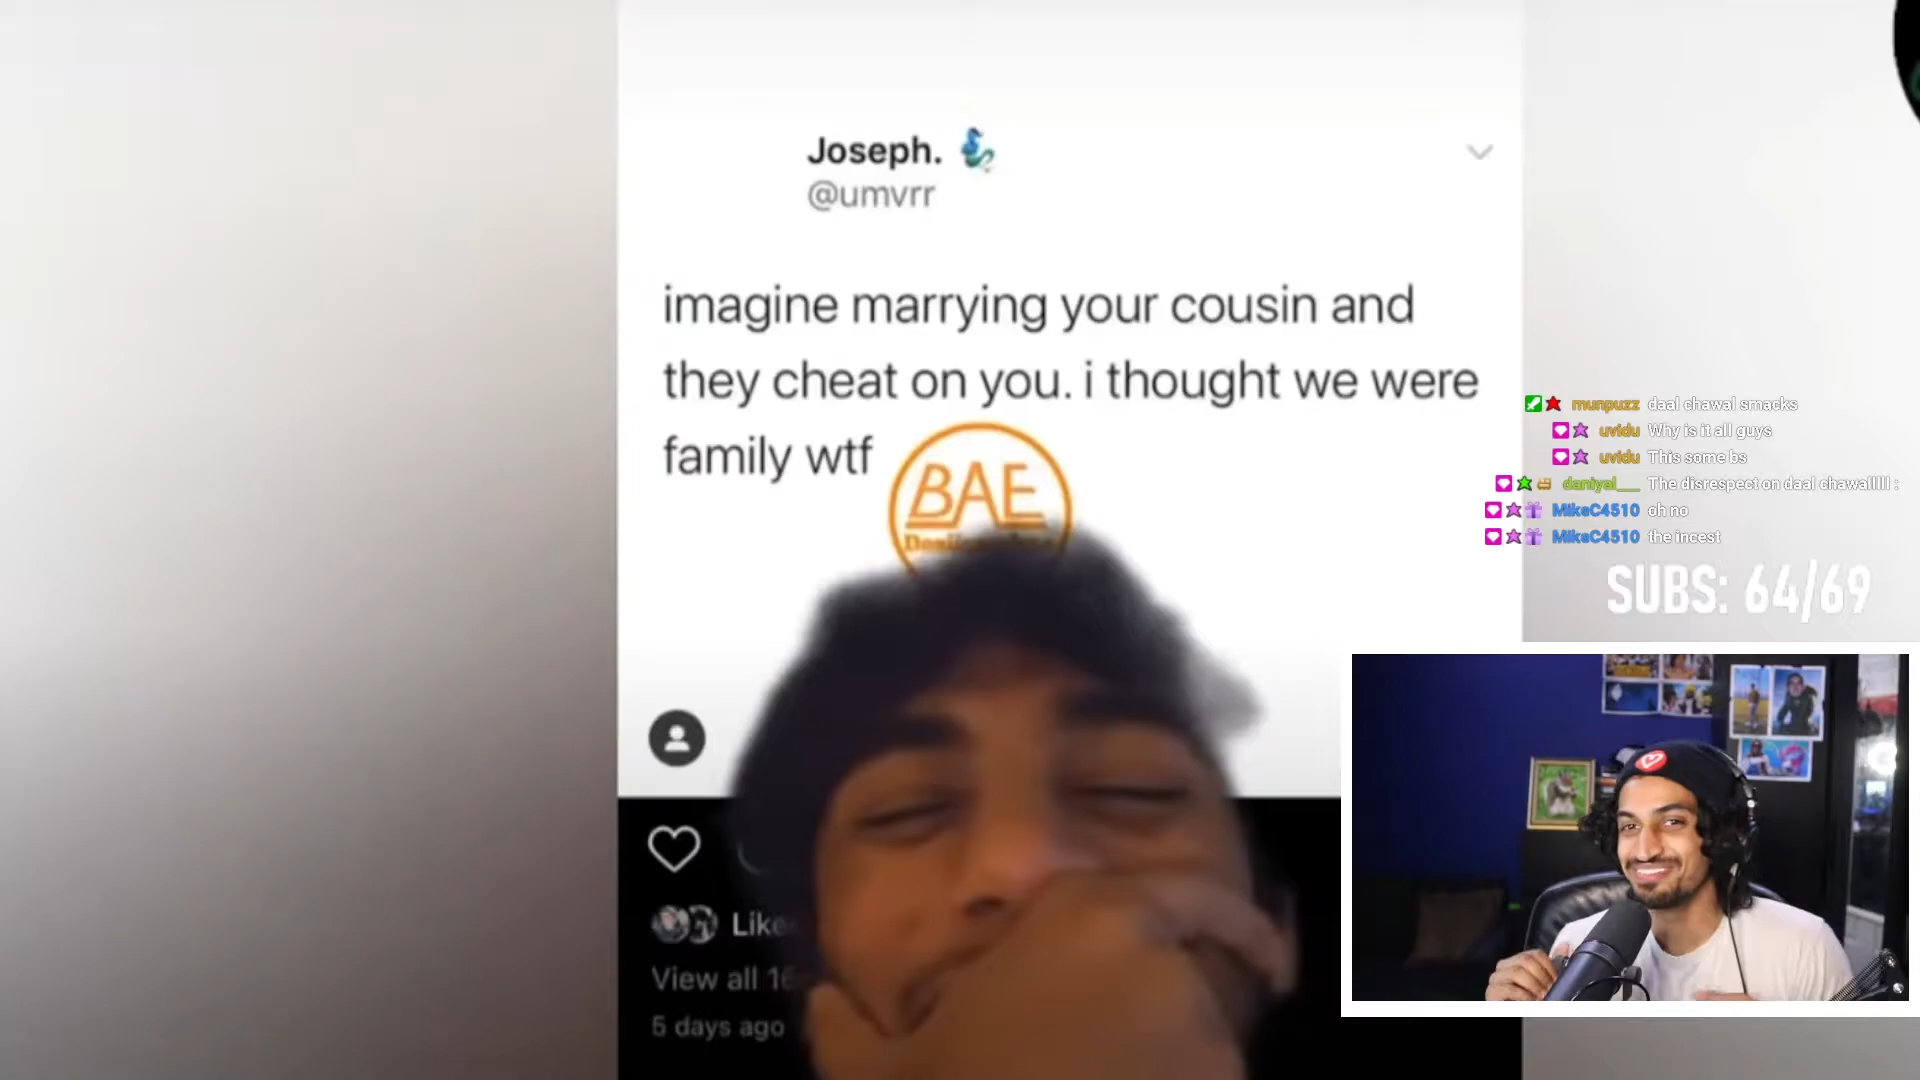 Joseph.
@umvrr
imagine marrying your cousin and
they cheat on you. i thought we were
family wtf
BAE
View all
5 days ago
munpuzz daal chawal smacks
uvidu Why is it all guys
uvidu This some bs
daniyal___ The disrespect on daal chawalllll :
MikeC4510 oh no
MikeC4510 the incest
SUBS: 64/69